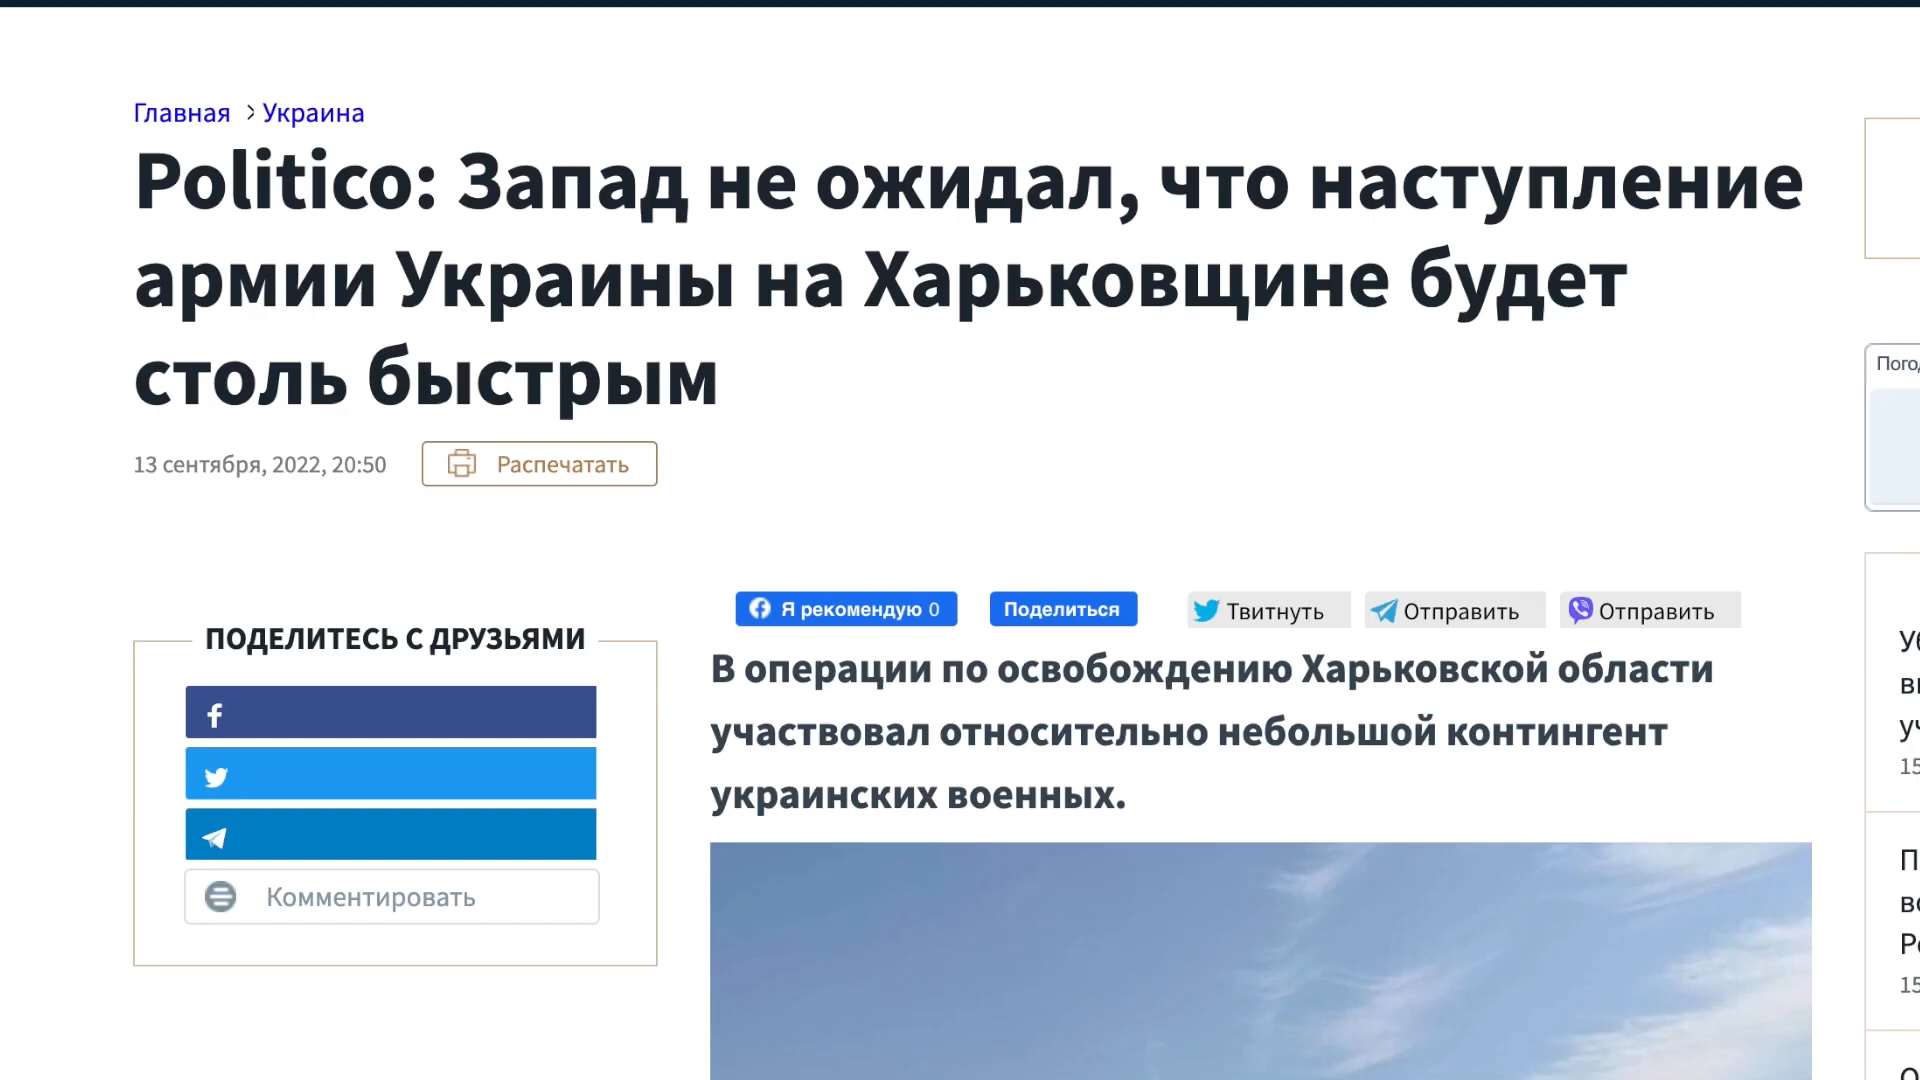 Главная > Украина
Politico: Запад не ожидал, что наступление
армии Украины на Харьковщине будет
столь быстрым
13 сентября, 2022, 20:50
Распечатать
Я рекомендую 0
Поделиться
Твитнуть
Отправить
Отправить
ПОДЕЛИТЕСЬ С ДРУЗЬЯМИ
Комментировать
В операции по освобождению Харьковской области
участвовал относительно небольшой контингент
украинских военных.
15
15